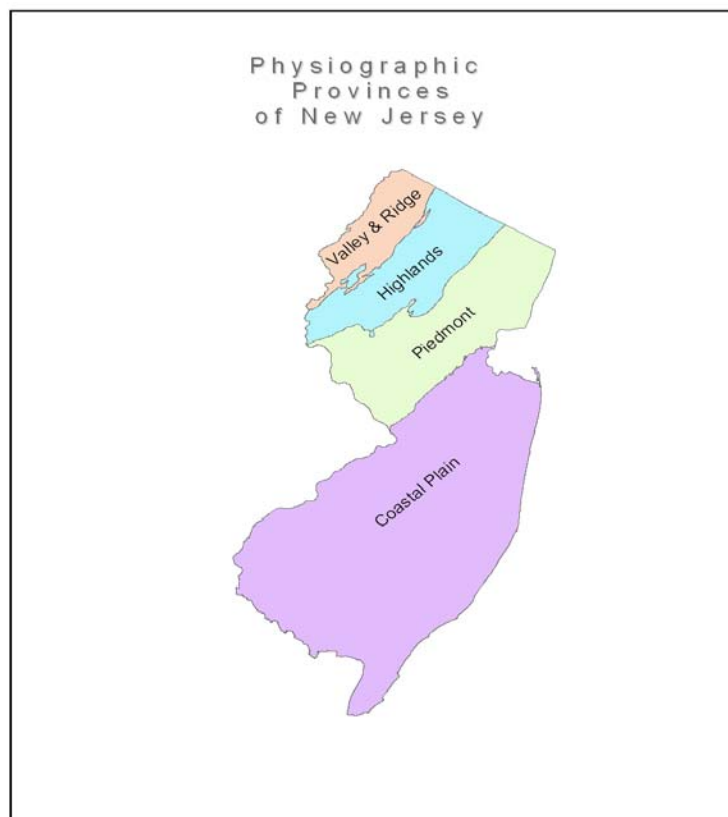 Physiographic
Provinces
of New Jersey
Valley & Ridge
Highlands
Piedmont
Coastal Plain